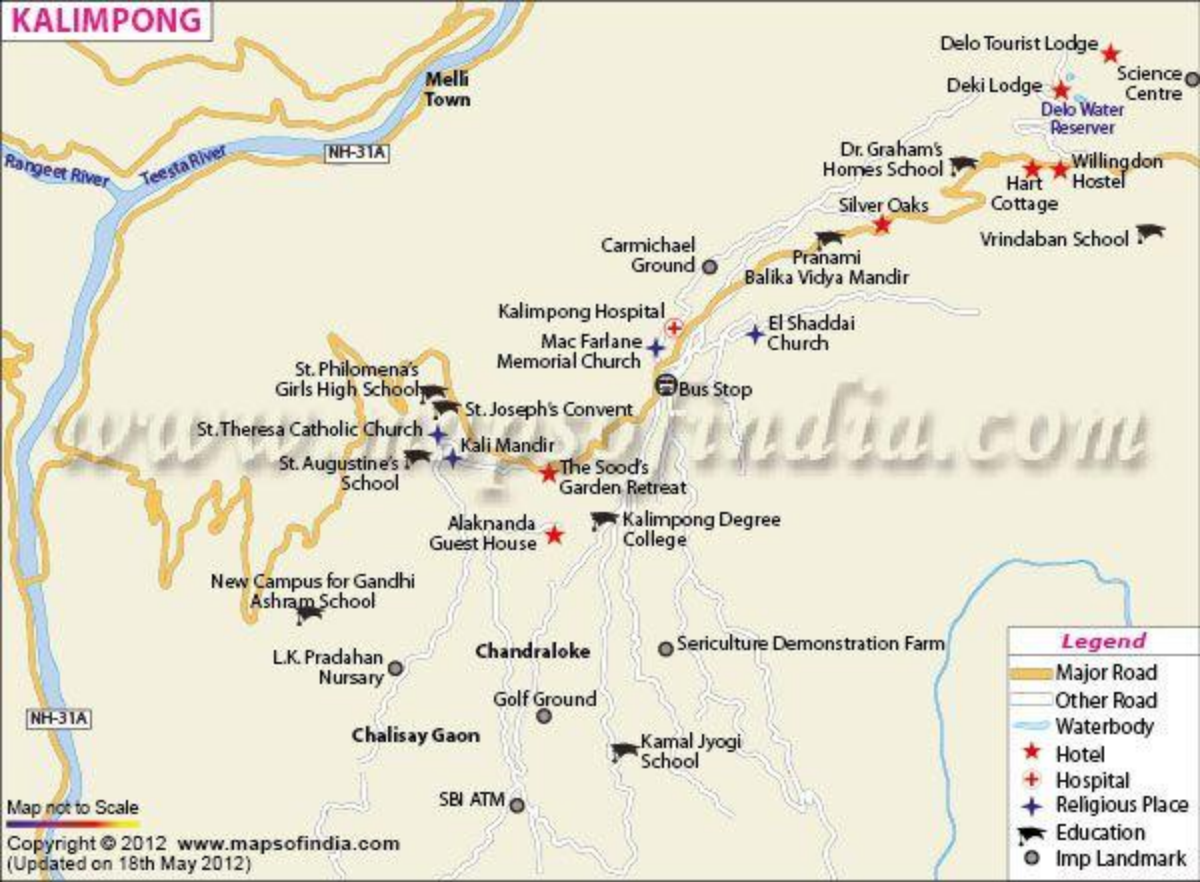 KALIMPONG
Delo Tourist Lodge
Science
Centre
Deki Lodge
Melli
Town
Delo Water
Reserver
NH-31A
Rangeet River
Teesta River
Dr. Graham's
Homes School
Willingdon
Hostel
Hart
Cottage
Silver Oaks
Vrindaban School
Carmichael
Ground
Pranami
Balika Vidya Mandir
Kalimpong Hospital
El Shaddai
Church
Mac Farlane
Memorial Church
St. Philomena's
Girls High School
Bus Stop
St. Joseph's Convent
St.Theresa Catholic Church
www.mapsofindia.com
Kali Mandir
St. Augustine's
School
The Sood's
Garden Retreat
Alaknanda
Guest House
Kalimpong Degree
College
New Campus for Gandhi
Ashram School
Chandraloke
Sericulture Demonstration Farm
L.K. Pradahan
Nursary
Golf Ground
NH-31A
Chalisay Gaon
Kamal Jyogi
School
SBI ATM
Legend
Major Road
Other Road
Waterbody
Hotel
Hospital
Religious Place
Education
Imp Landmark
Map not to Scale
Copyright © 2012 www.mapsofindia.com
(Updated on 18th May 2012)